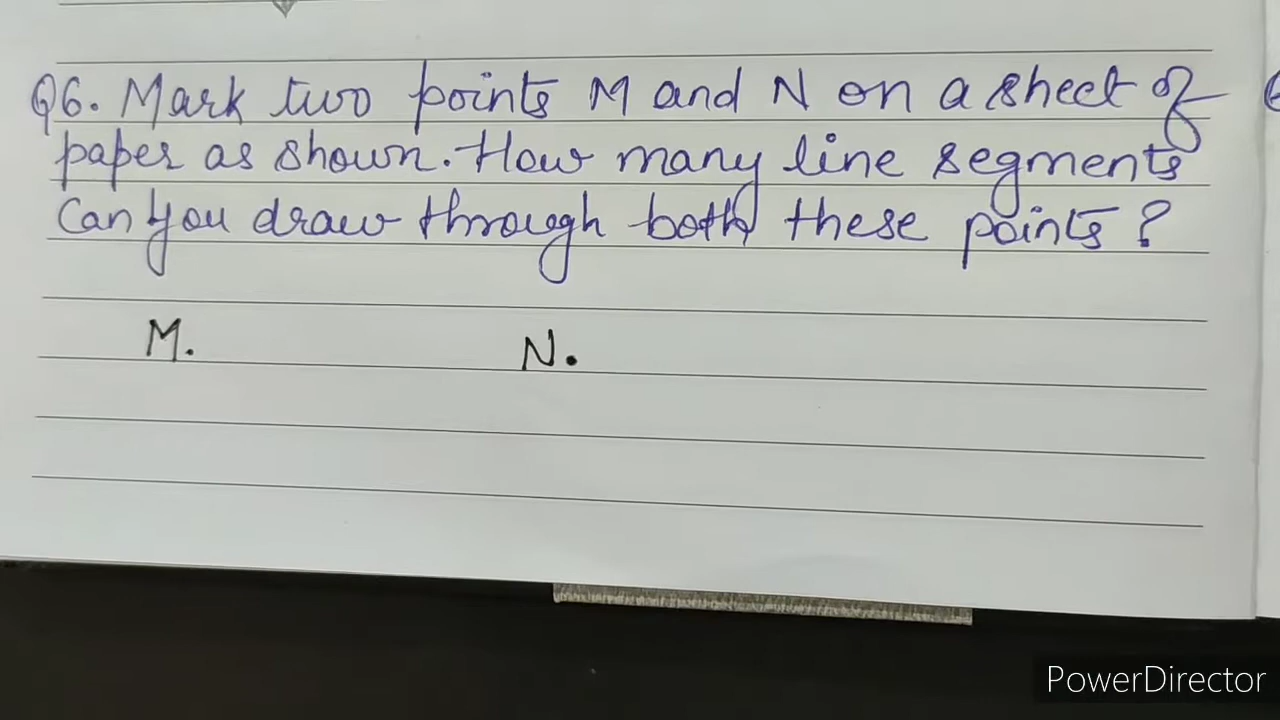 Q6. Mark two points M and N on a sheet of
paper as shown. How many line segments
Can you draw through both these points?
M. N.
PowerDirector